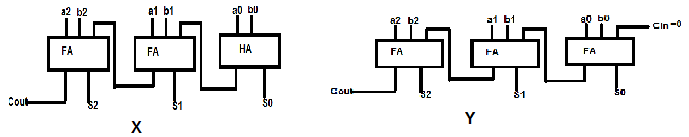 a2 b2 a1 b1 a0 b0
FA FA HA
Cout S2 S1 S0
X
a2 b2 a1 b1 a0 b0 Cin=0
FA FA FA
Cout S2 S1 S0
Y